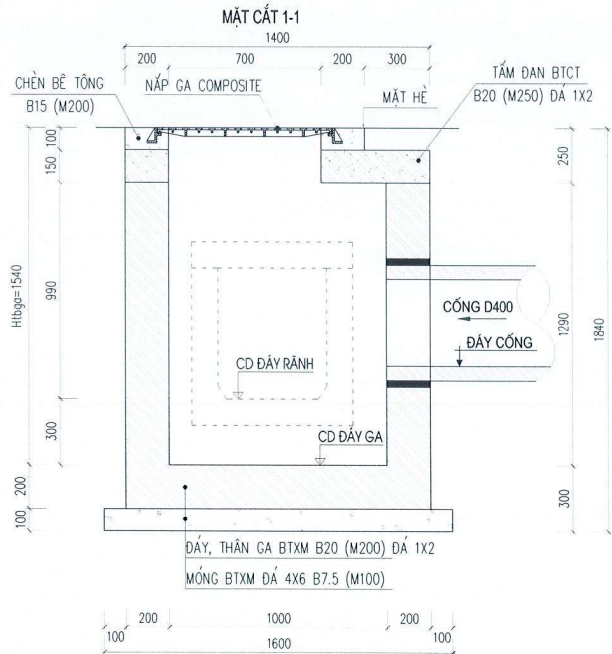 MẶT CẮT 1-1
1400
200
700
200
300
CHÈN BÊ TÔNG
B15 (M200)
NẮP GA COMPOSITE
MẶT HÈ
TẤM ĐAN BTCT
B20 (M250) ĐÁ 1X2
100
150
990
300
200
100
Htbga=1540
250
1290
300
1840
CỐNG D400
ĐÁY CỐNG
CD ĐÁY RÃNH
CD ĐÁY GA
ĐÁY, THÂN GA BTXM B20 (M200) ĐÁ 1X2
MÓNG BTXM ĐÁ 4X6 B7.5 (M100)
200
1000
200
100
100
1600